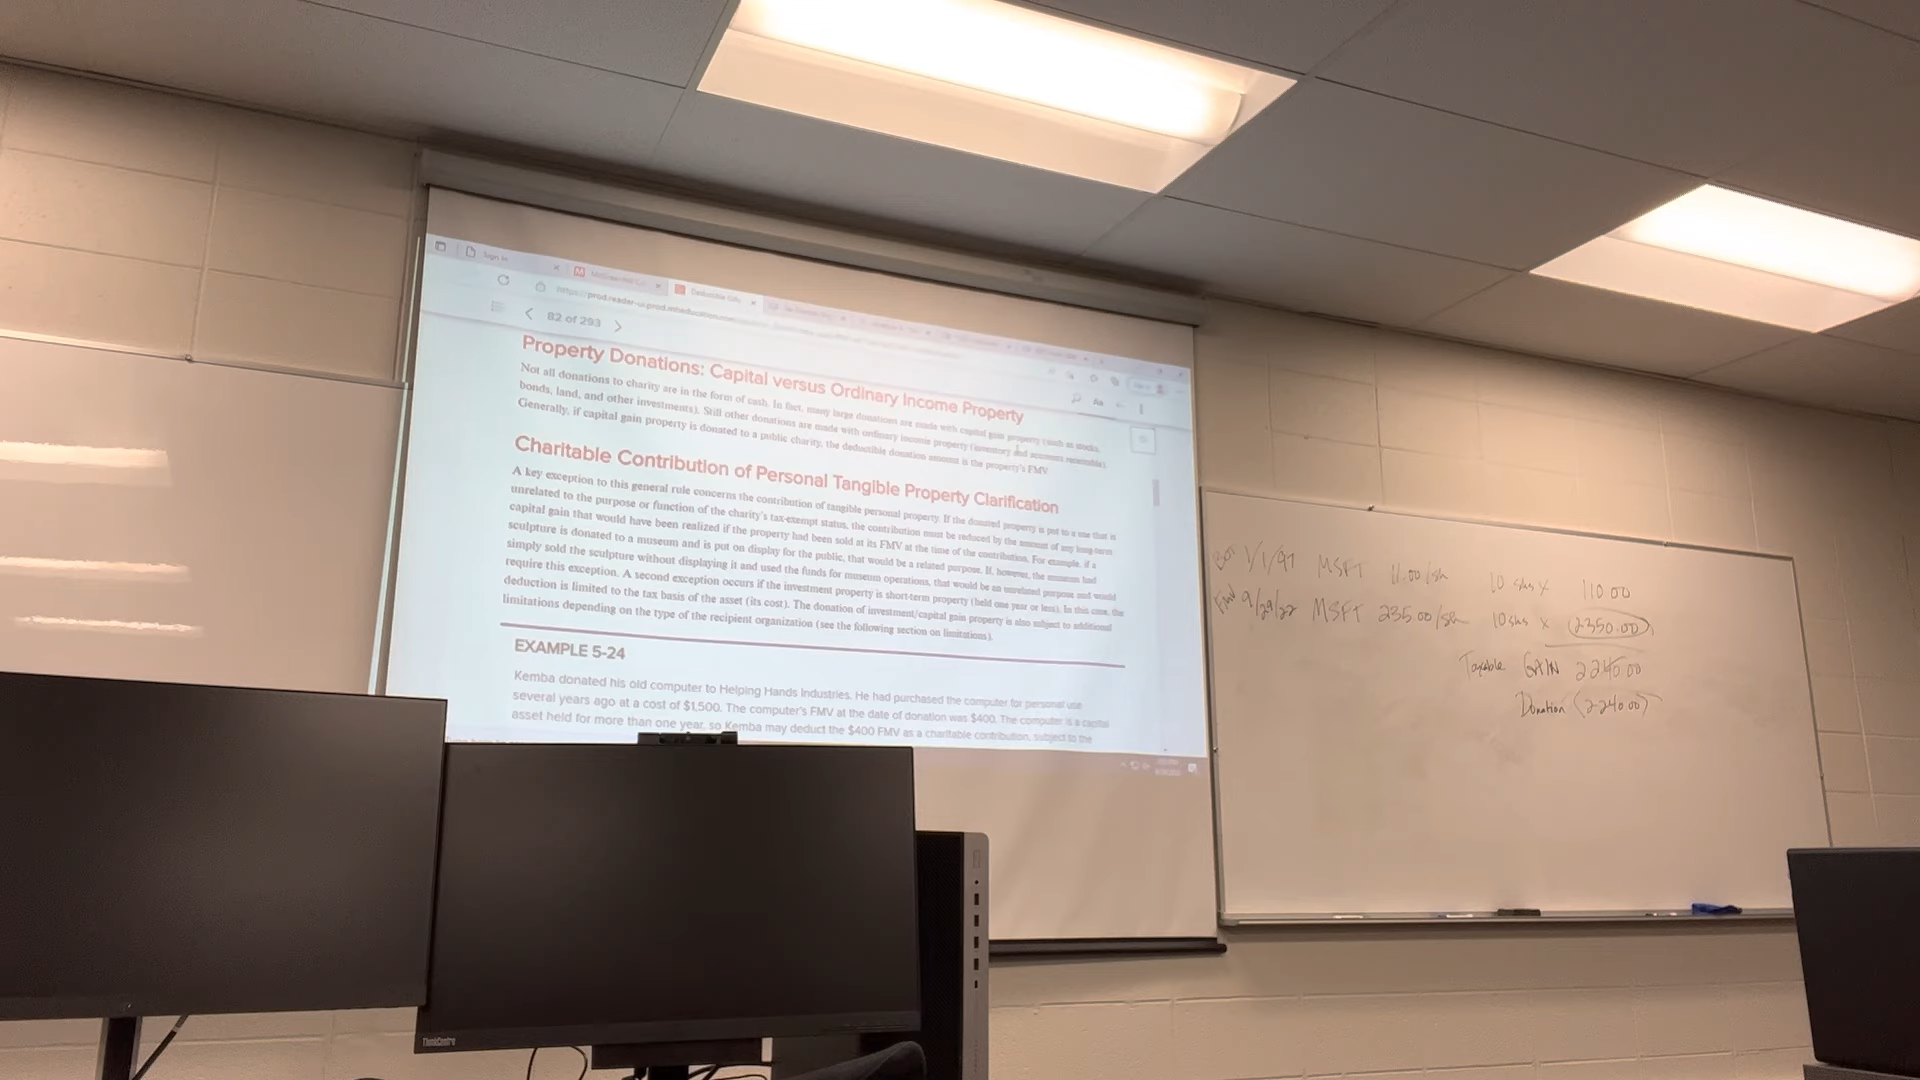 Sign in
Deductible Gifts
82 of 293
Property Donations: Capital versus Ordinary Income Property
Not all donations to charity are in the form of cash. In fact, many large donations are made with capital gain property (such as stocks,
bonds, land, and other investments). Still other donations are made with ordinary income property (inventory and accounts receivable).
Generally, if capital gain property is donated to a public charity, the deductible donation amount is the property's FMV
Charitable Contribution of Personal Tangible Property Clarification
A key exception to this general rule concerns the contribution of tangible personal property. If the donated property is put to a use that is
unrelated to the purpose or function of the charity's tax-exempt status, the contribution must be reduced by the amount of any long-term
capital gain that would have been realized if the property had been sold at its FMV at the time of the contribution. For example, if a
sculpture is donated to a museum and is put on display for the public, that would be a related purpose. If, however, the museum had
simply sold the sculpture without displaying it and used the funds for museum operations, that would be an unrelated purpose and would
require this exception. A second exception occurs if the investment property is short-term property (held one year or less). In this case, the
deduction is limited to the tax basis of the asset (its cost). The donation of investment/capital gain property is also subject to additional
limitations depending on the type of the recipient organization (see the following section on limitations).
EXAMPLE 5-24
Kemba donated his old computer to Helping Hands Industries. He had purchased the computer for personal use
several years ago at a cost of $1,500. The computer's FMV at the date of donation was $400. The computer is a capital
asset held for more than one year, so Kemba may deduct the $400 FMV as a charitable contribution, subject to the
1/1/97 MSFT 11.00/sh 10 shs x 110.00
FMV 9/29/22 MSFT 235.00/sh 10 shs x (2350.00)
Taxable GAIN 2240.00
Donation (2240.00)
ThinkCentre